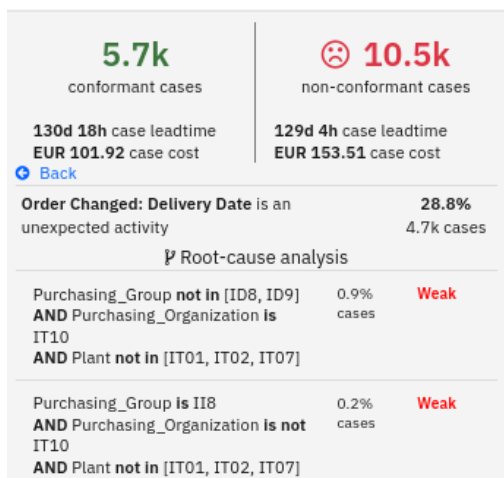 5.7k
conformant cases
10.5k
non-conformant cases
130d 18h case leadtime
EUR 101.92 case cost
129d 4h case leadtime
EUR 153.51 case cost
Back
Order Changed: Delivery Date is an
unexpected activity
28.8%
4.7k cases
Root-cause analysis
Purchasing_Group not in [ID8, ID9]
AND Purchasing_Organization is
IT10
AND Plant not in [IT01, IT02, IT07]
0.9%
cases
Weak
Purchasing_Group is II8
AND Purchasing_Organization is not
IT10
AND Plant not in [IT01, IT02, IT07]
0.2%
cases
Weak